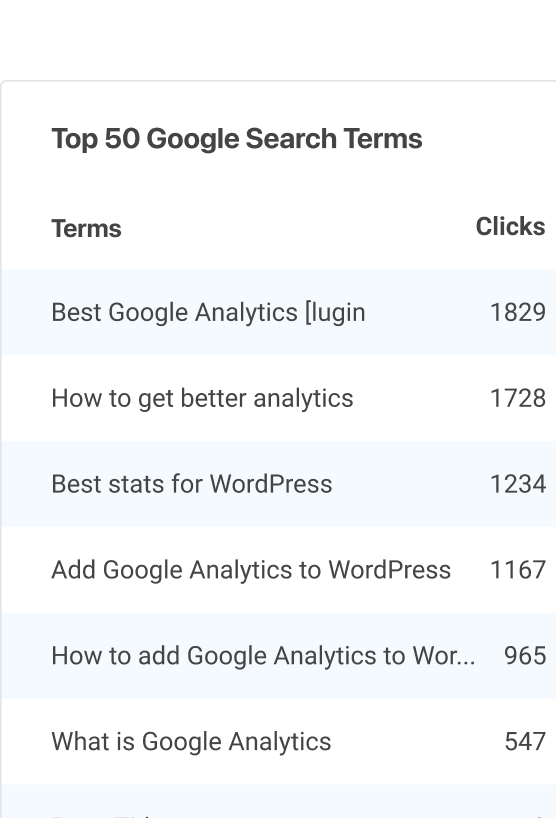 Top 50 Google Search Terms
Terms Clicks
Best Google Analytics [lugin 1829
How to get better analytics 1728
Best stats for WordPress 1234
Add Google Analytics to WordPress 1167
How to add Google Analytics to Wor... 965
What is Google Analytics 547